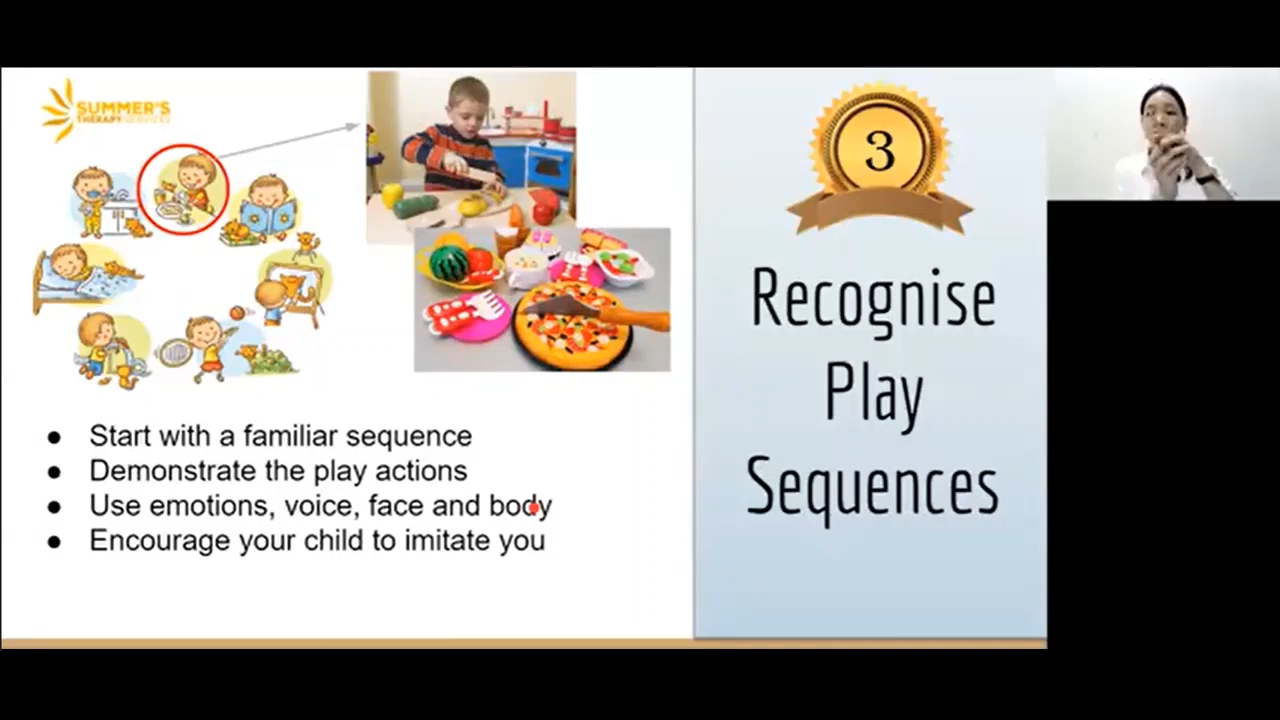 SUMMER'S
THERAPY SERVICES
3
Recognise
Play
Sequences
● Start with a familiar sequence
● Demonstrate the play actions
● Use emotions, voice, face and body
● Encourage your child to imitate you